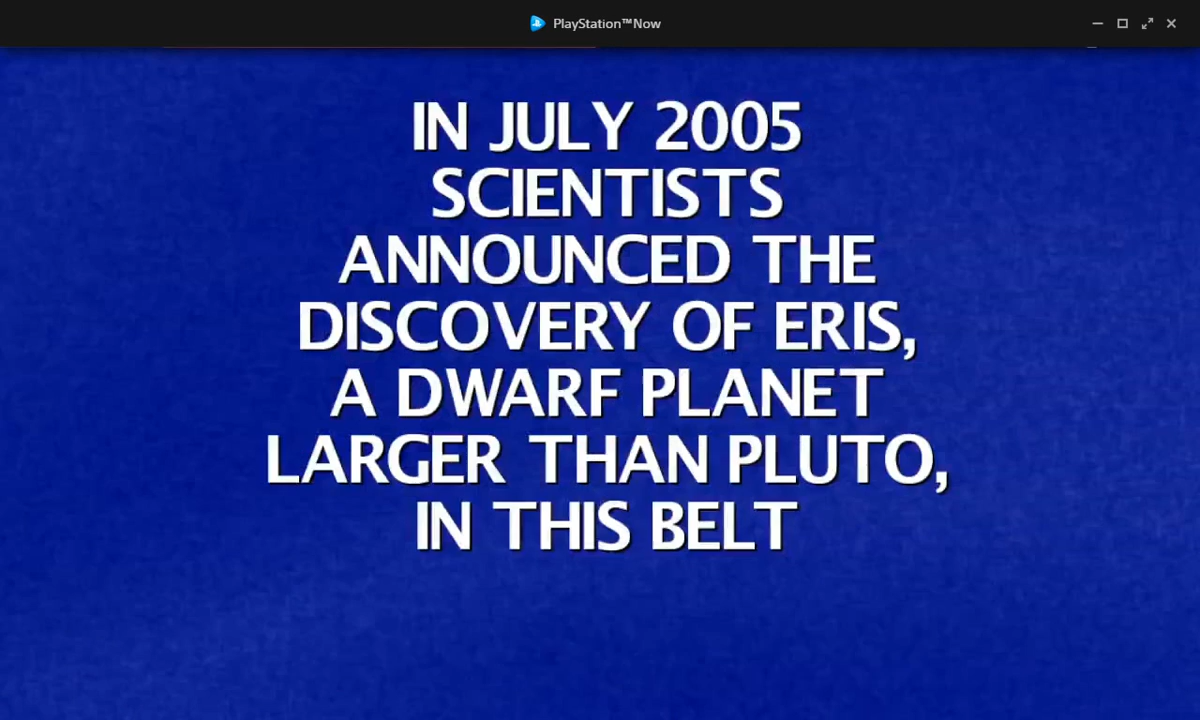 PlayStation™Now
IN JULY 2005
SCIENTISTS
ANNOUNCED THE
DISCOVERY OF ERIS,
A DWARF PLANET
LARGER THAN PLUTO,
IN THIS BELT